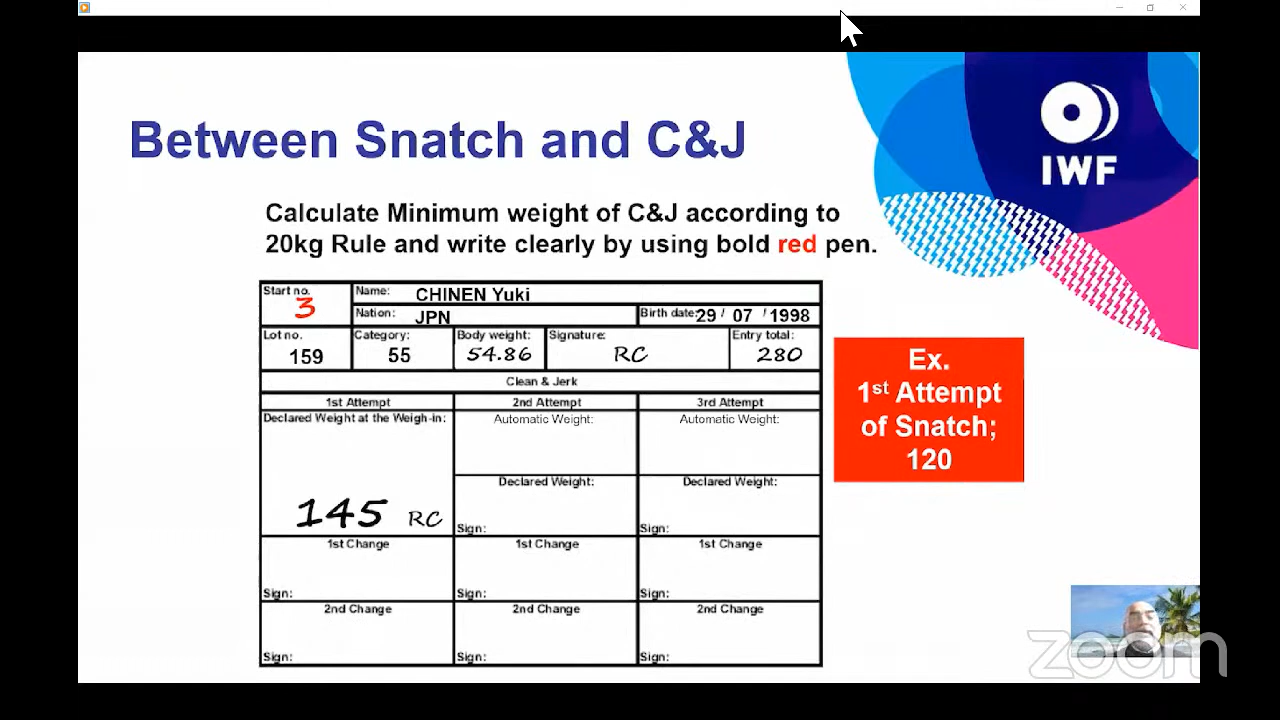 Between Snatch and C&J
IWF
Calculate Minimum weight of C&J according to
20kg Rule and write clearly by using bold red pen.
Start no. 3 Name: CHINEN Yuki
Nation: JPN Birth date: 29 / 07 / 1998
Lot no. Category: Body weight: Signature: Entry total:
159 55 54.86 RC 280
Clean & Jerk
1st Attempt 2nd Attempt 3rd Attempt
Declared Weight at the Weigh-in: Automatic Weight: Automatic Weight:
Declared Weight: Declared Weight:
145 RC Sign: Sign:
1st Change 1st Change 1st Change
Sign: Sign: Sign:
2nd Change 2nd Change 2nd Change
Sign: Sign: Sign:
Ex.
1st Attempt
of Snatch;
120
zoom